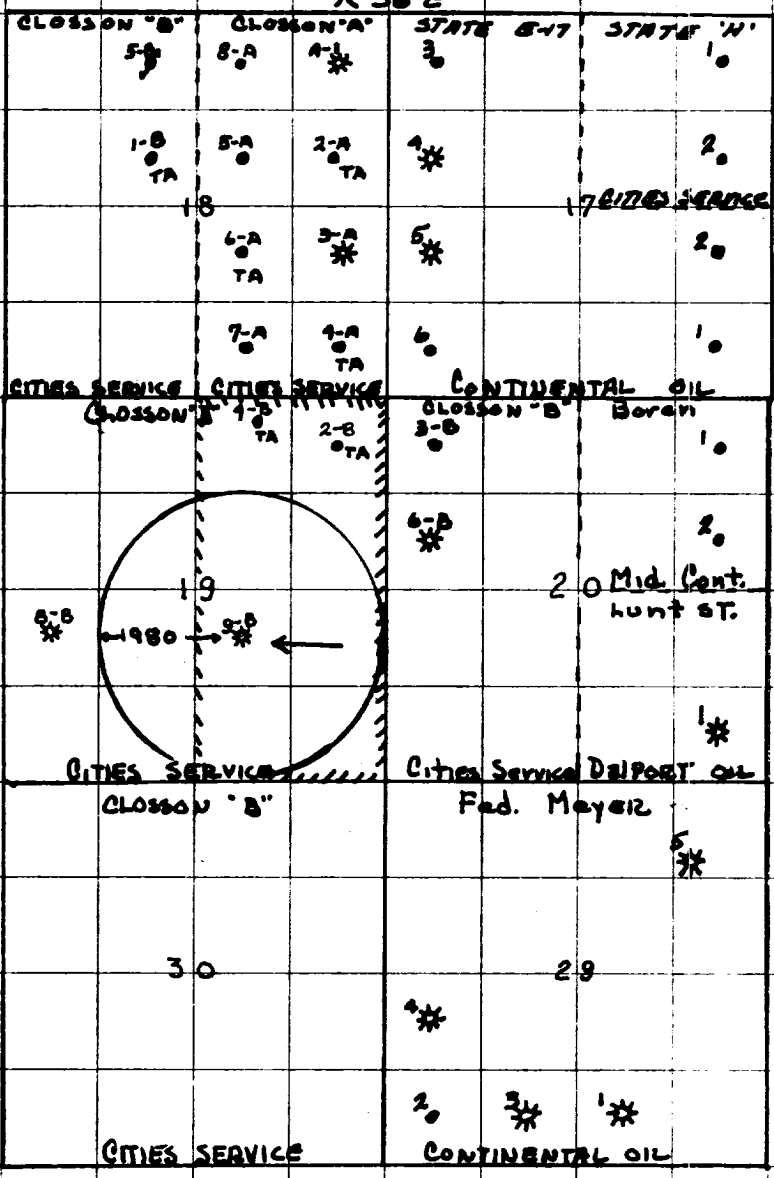 R 36 E
CLOSSON "B" CLOSSON "A" STATE E-17 STATE "H"
5-B 8-A A-1 3 1
1-B 5-A 2-A 4 2
TA TA
18 17 CITIES SERVICE
6-A 3-A 5 2
TA
7-A 4-A 6 1
TA
CITIES SERVICE CITIES SERVICE CONTINENTAL OIL
CLOSSON 4-B CLOSSON "B" Boren
TA 2-B TA 3-B 1
6-B 2
19 20 Mid. Cont.
hunt ST.
8-B 1980 9-B
1
CITIES SERVICE Cities Service DELPORT OIL
CLOSSON "B" Fed. Meyer
5
30 29
4
2 3 1
CITIES SERVICE CONTINENTAL OIL